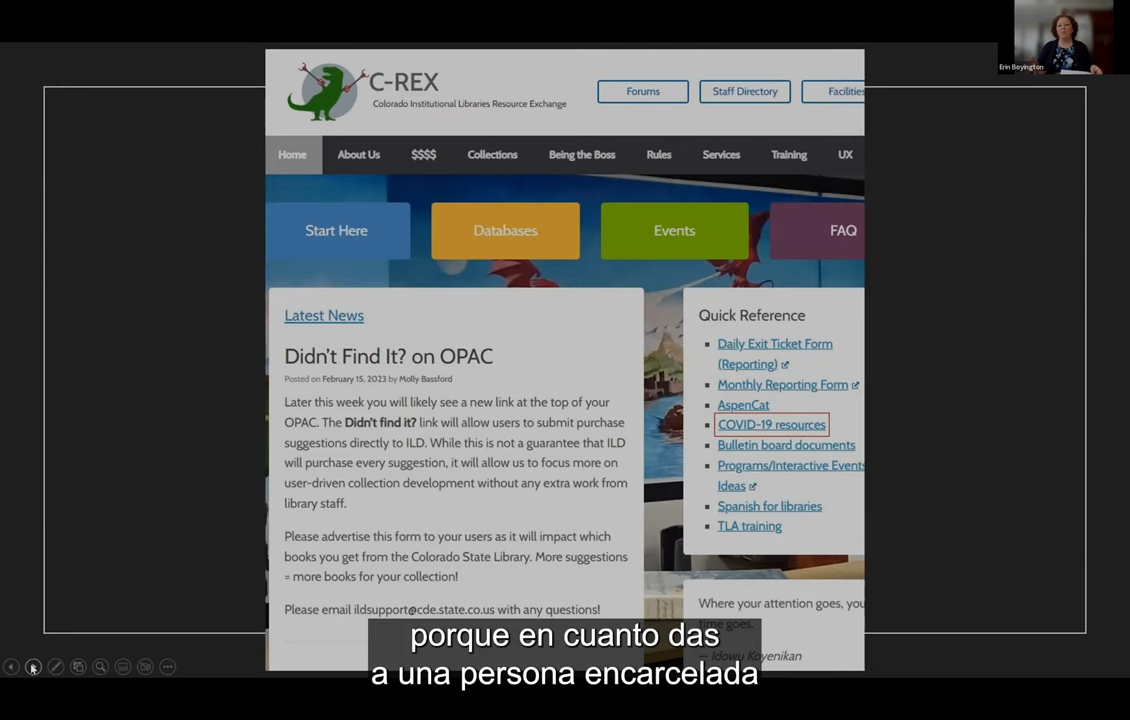 Erin Boyington
C-REX
Colorado Institutional Libraries Resource Exchange
Forums
Staff Directory
Facilities
Home
About Us
$$$$
Collections
Being the Boss
Rules
Services
Training
UX
Start Here
Databases
Events
FAQ
Latest News
Didn't Find It? on OPAC
Posted on February 15, 2023 by Molly Bassford
Later this week you will likely see a new link at the top of your
OPAC. The Didn't find it? link will allow users to submit purchase
suggestions directly to ILD. While this is not a guarantee that ILD
will purchase every suggestion, it will allow us to focus more on
user-driven collection development without any extra work from
library staff.
Please advertise this form to your users as it will impact which
books you get from the Colorado State Library. More suggestions
= more books for your collection!
Please email ildsupport@cde.state.co.us with any questions!
Quick Reference
Daily Exit Ticket Form
(Reporting)
Monthly Reporting Form
AspenCat
COVID-19 resources
Bulletin board documents
Programs/Interactive Events
Ideas
Spanish for libraries
TLA training
Where your attention goes, you
time goes.
— Idowu Koyenikan
porque en cuanto das
a una persona encarcelada